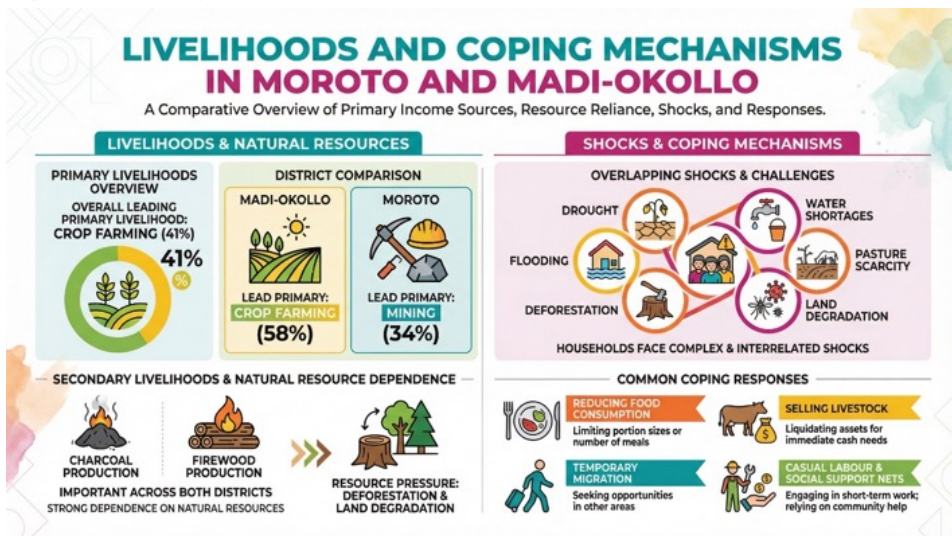 LIVELIHOODS AND COPING MECHANISMS
IN MOROTO AND MADI-OKOLLO
A Comparative Overview of Primary Income Sources, Resource Reliance, Shocks, and Responses.
LIVELIHOODS & NATURAL RESOURCES
PRIMARY LIVELIHOODS
OVERVIEW
OVERALL LEADING
PRIMARY LIVELIHOOD:
CROP FARMING (41%)
41%
%
DISTRICT COMPARISON
MADI-OKOLLO
LEAD PRIMARY:
CROP FARMING
(58%)
MOROTO
LEAD PRIMARY:
MINING
(34%)
SECONDARY LIVELIHOODS & NATURAL RESOURCE DEPENDENCE
CHARCOAL
PRODUCTION
FIREWOOD
PRODUCTION
IMPORTANT ACROSS BOTH DISTRICTS
STRONG DEPENDENCE ON NATURAL RESOURCES
RESOURCE PRESSURE:
DEFORESTATION &
LAND DEGRADATION
SHOCKS & COPING MECHANISMS
OVERLAPPING SHOCKS & CHALLENGES
DROUGHT
FLOODING
DEFORESTATION
WATER
SHORTAGES
PASTURE
SCARCITY
LAND
DEGRADATION
HOUSEHOLDS FACE COMPLEX & INTERRELATED SHOCKS
COMMON COPING RESPONSES
REDUCING FOOD
CONSUMPTION
Limiting portion sizes or
number of meals
SELLING LIVESTOCK
Liquidating assets for
immediate cash needs
TEMPORARY
MIGRATION
Seeking opportunities
in other areas
CASUAL LABOUR &
SOCIAL SUPPORT NETS
Engaging in short-term work;
relying on community help